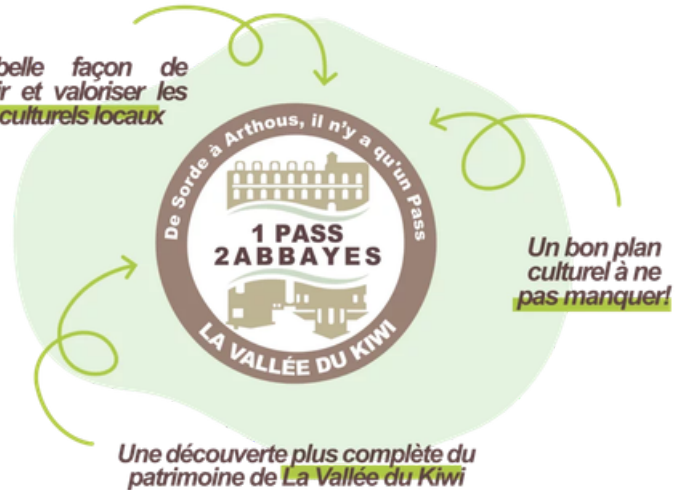 belle façon de
ir et valoriser les
culturels locaux
De Sorde à Arthous, il n'y a qu'un Pass
1 PASS
2ABBAYES
LA VALLÉE DU KIWI
Un bon plan
culturel à ne
pas manquer!
Une découverte plus complète du
patrimoine de La Vallée du Kiwi